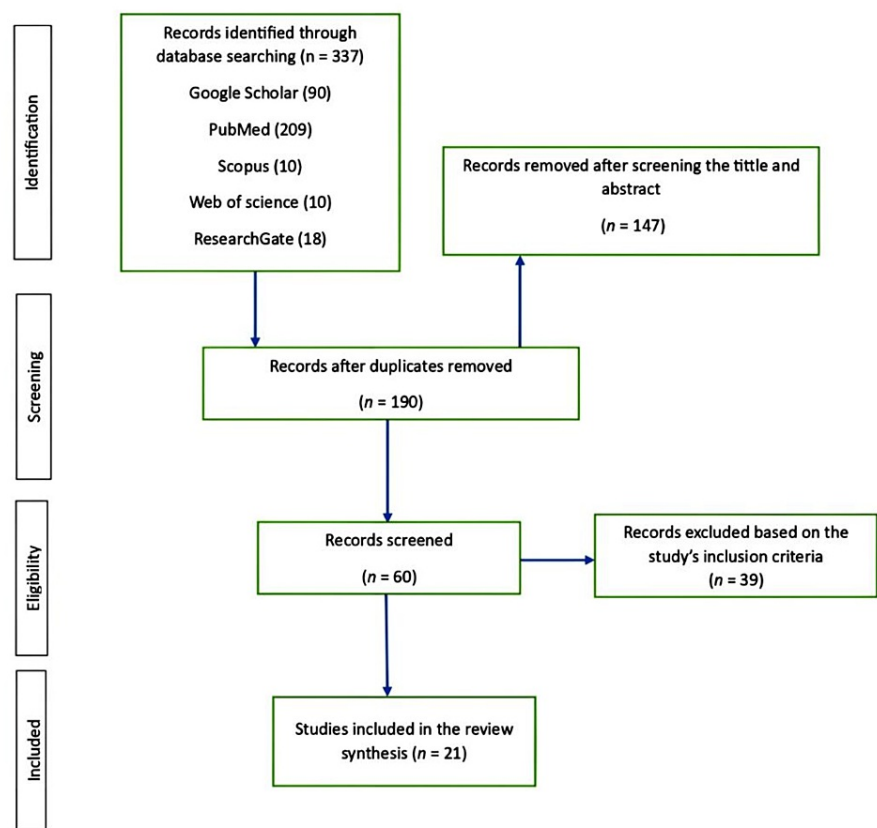 Identification
Records identified through
database searching (n = 337)
Google Scholar (90)
PubMed (209)
Scopus (10)
Web of science (10)
ResearchGate (18)
Records removed after screening the tittle and
abstract
(n = 147)
Screening
Records after duplicates removed
(n = 190)
Eligibility
Records screened
(n = 60)
Records excluded based on the
study's inclusion criteria
(n = 39)
Included
Studies included in the review
synthesis (n = 21)